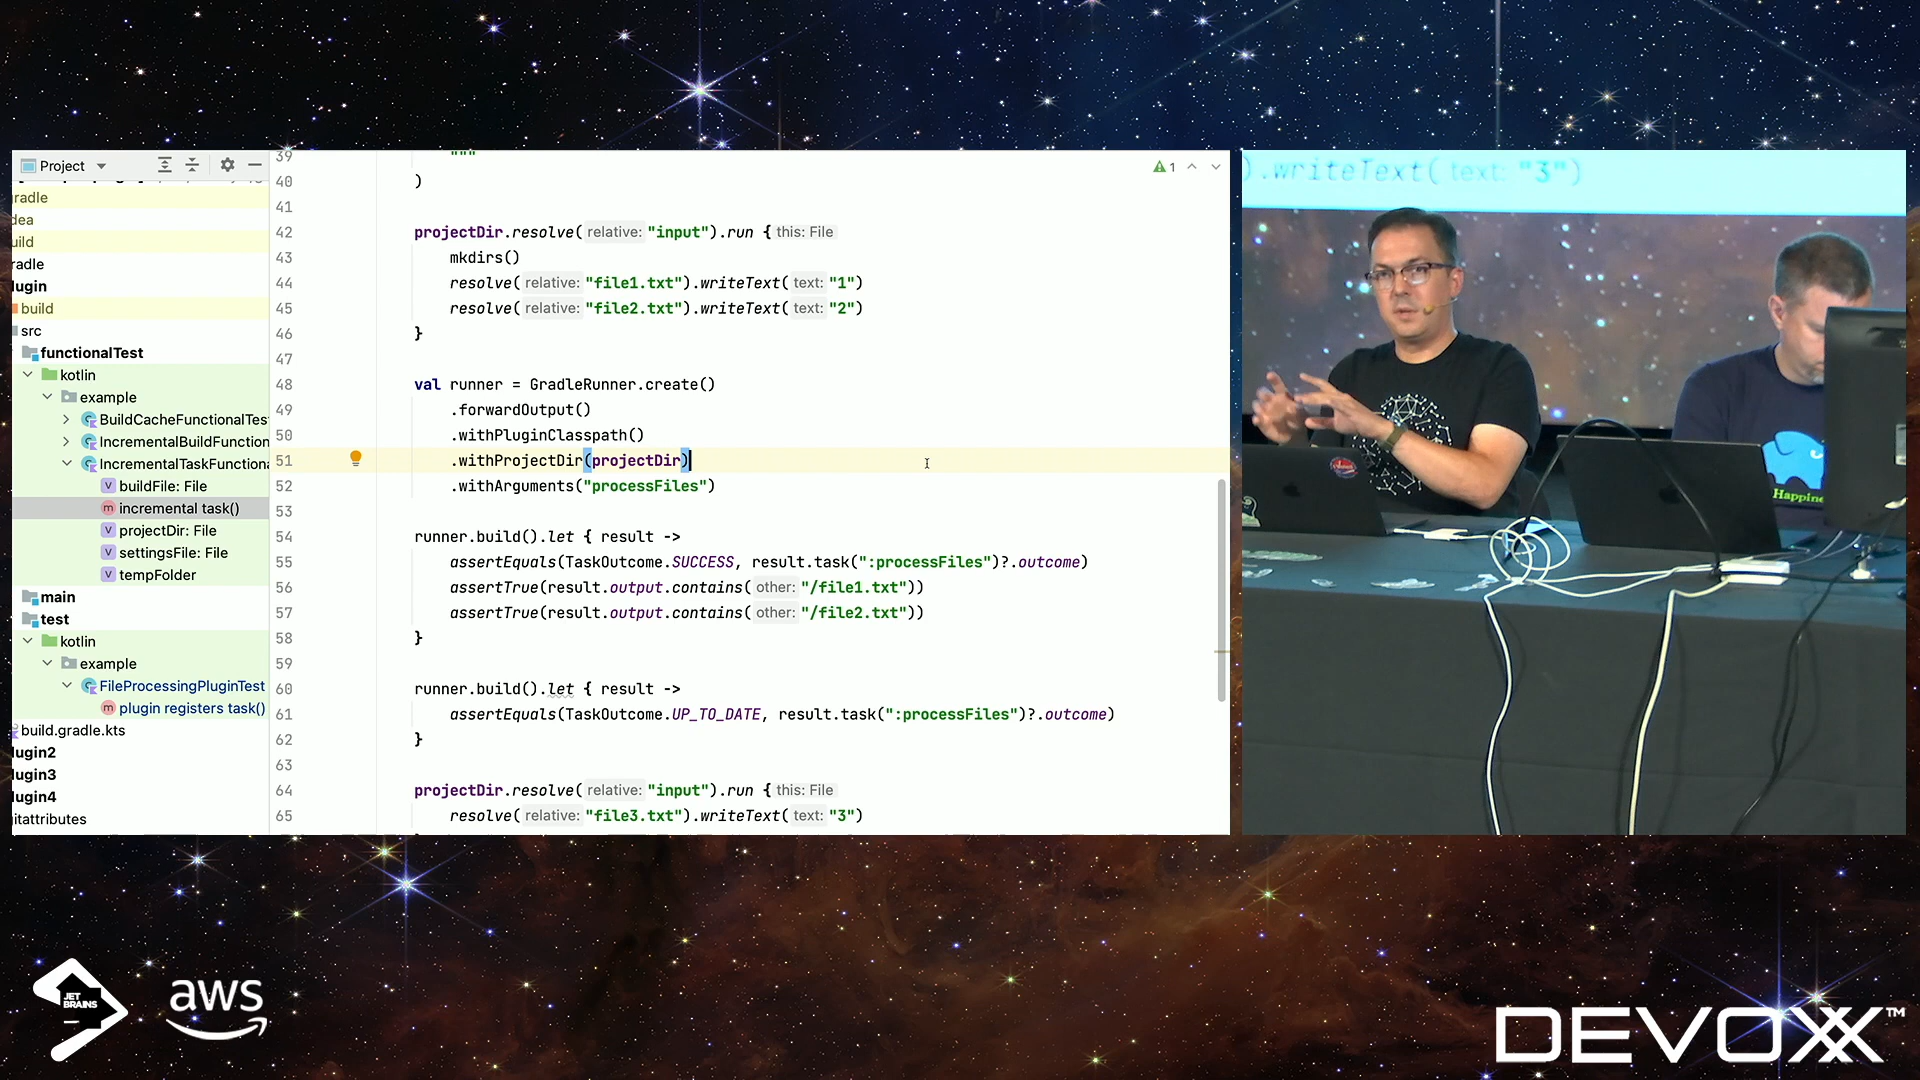 Project
radle
dea
uild
radle
lugin
build
src
functionalTest
kotlin
example
BuildCacheFunctionalTes
IncrementalBuildFunction
IncrementalTaskFunctiona
buildFile: File
incremental task()
projectDir: File
settingsFile: File
tempFolder
main
test
kotlin
example
FileProcessingPluginTest
plugin registers task()
build.gradle.kts
lugin2
lugin3
lugin4
itattributes
1
39 """
40 )
41
42 projectDir.resolve( relative: "input").run { this: File
43 mkdirs()
44 resolve( relative: "file1.txt").writeText( text: "1")
45 resolve( relative: "file2.txt").writeText( text: "2")
46 }
47
48 val runner = GradleRunner.create()
49 .forwardOutput()
50 .withPluginClasspath()
51 .withProjectDir(projectDir)
52 .withArguments("processFiles")
53
54 runner.build().let { result ->
55 assertEquals(TaskOutcome.SUCCESS, result.task(":processFiles")?.outcome)
56 assertTrue(result.output.contains( other: "/file1.txt"))
57 assertTrue(result.output.contains( other: "/file2.txt"))
58 }
59
60 runner.build().let { result ->
61 assertEquals(TaskOutcome.UP_TO_DATE, result.task(":processFiles")?.outcome)
62 }
63
64 projectDir.resolve( relative: "input").run { this: File
65 resolve( relative: "file3.txt").writeText( text: "3")
).writeText( text: "3")
Happine
JET
BRAINS
aws
DEVOXX™